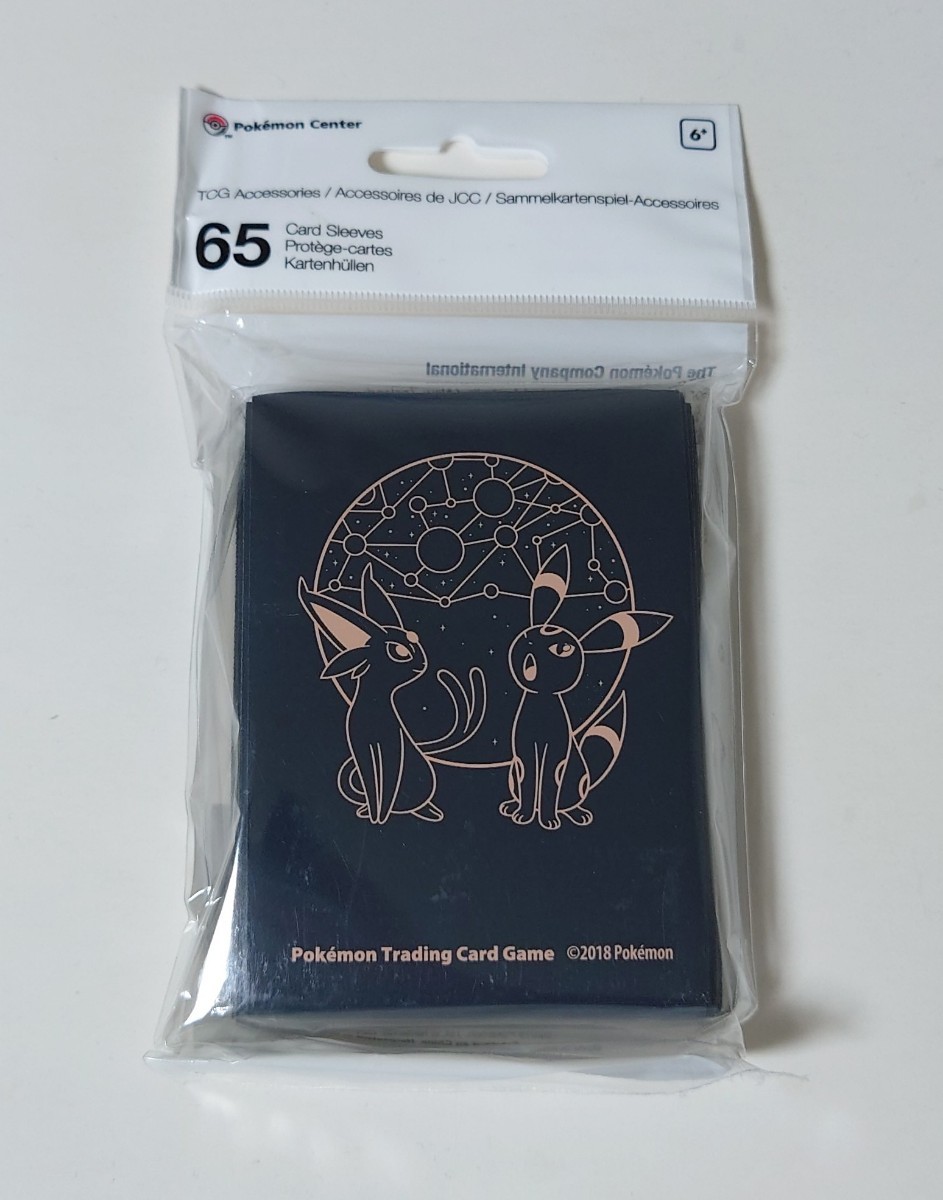 Pokémon Center
TM
6+
TCG Accessories / Accessoires de JCC / Sammelkartenspiel-Accessoires
65
Card Sleeves
Protège-cartes
Kartenhüllen
The Pokémon Company International
Pokémon Trading Card Game ©2018 Pokémon